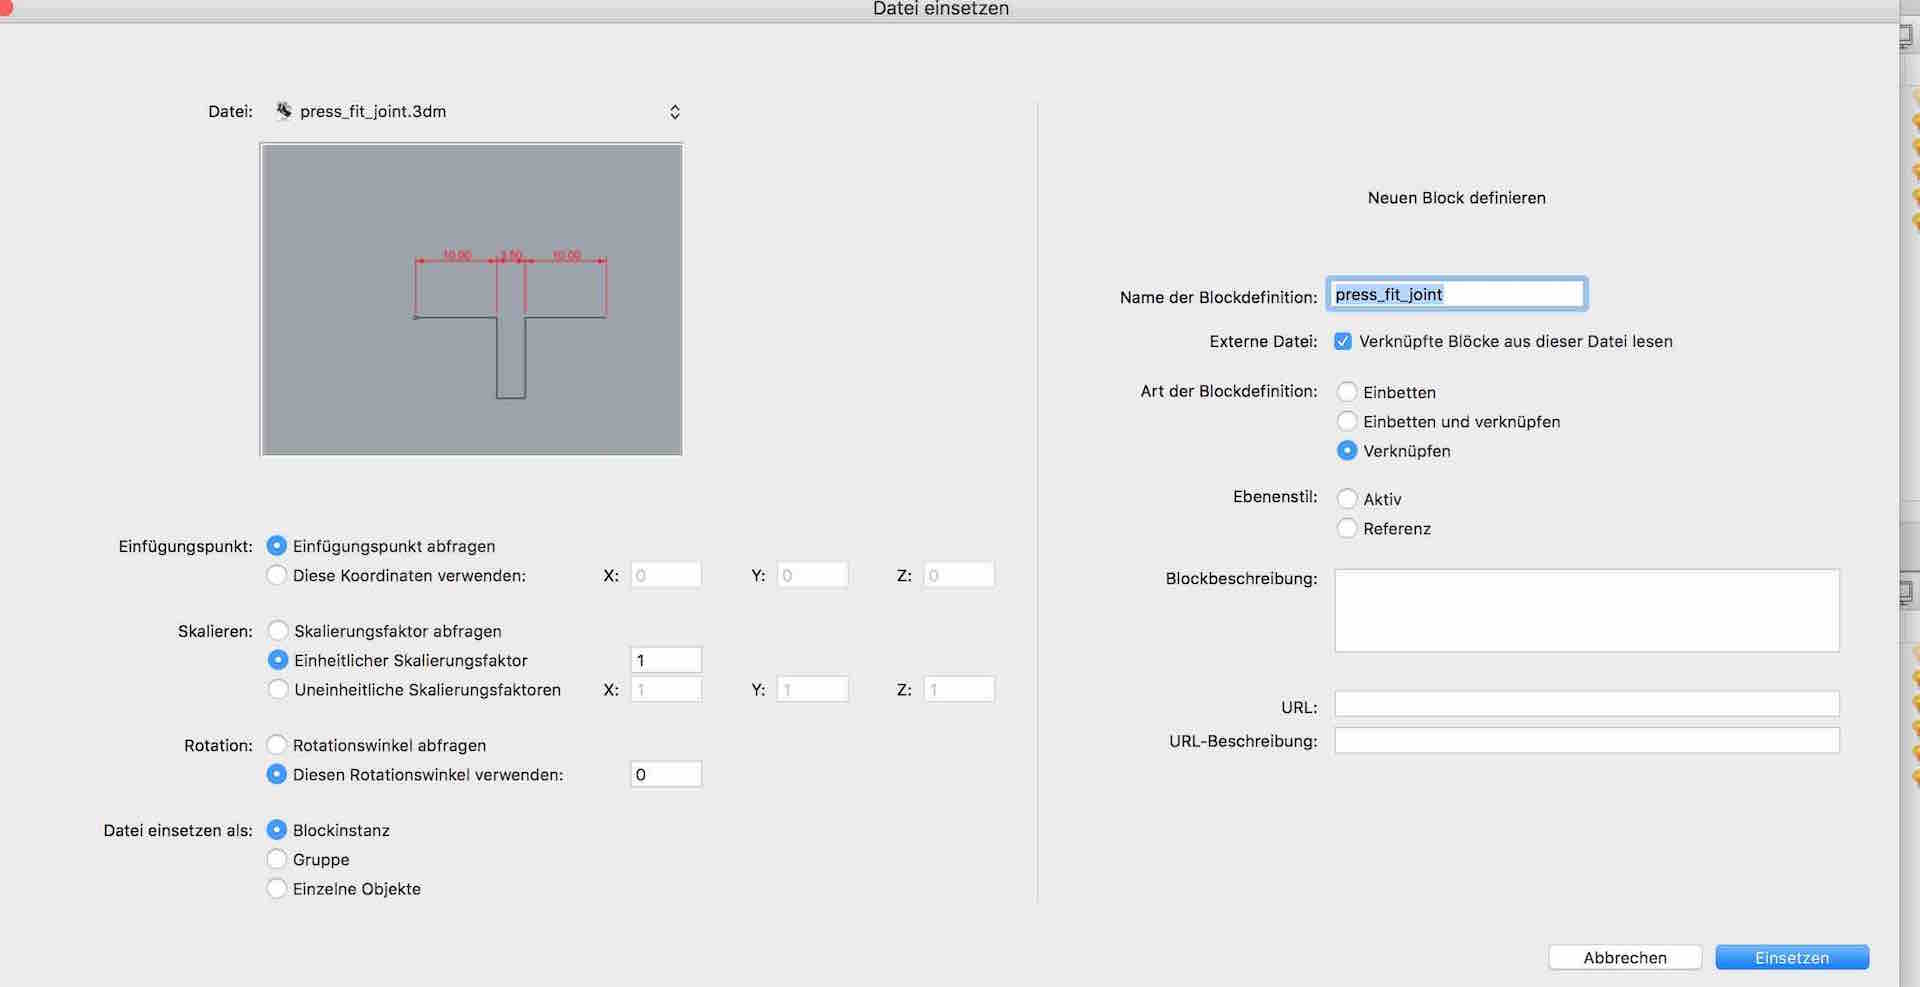 Datei einsetzen
Datei: press_fit_joint.3dm
10.00 3.50 10.00
Einfügungspunkt: Einfügungspunkt abfragen
Diese Koordinaten verwenden: X: 0 Y: 0 Z: 0
Skalieren: Skalierungsfaktor abfragen
Einheitlicher Skalierungsfaktor 1
Uneinheitliche Skalierungsfaktoren X: 1 Y: 1 Z: 1
Rotation: Rotationswinkel abfragen
Diesen Rotationswinkel verwenden: 0
Datei einsetzen als: Blockinstanz
Gruppe
Einzelne Objekte
Neuen Block definieren
Name der Blockdefinition: press_fit_joint
Externe Datei: Verknüpfte Blöcke aus dieser Datei lesen
Art der Blockdefinition: Einbetten
Einbetten und verknüpfen
Verknüpfen
Ebenenstil: Aktiv
Referenz
Blockbeschreibung:
URL:
URL-Beschreibung:
Abbrechen Einsetzen